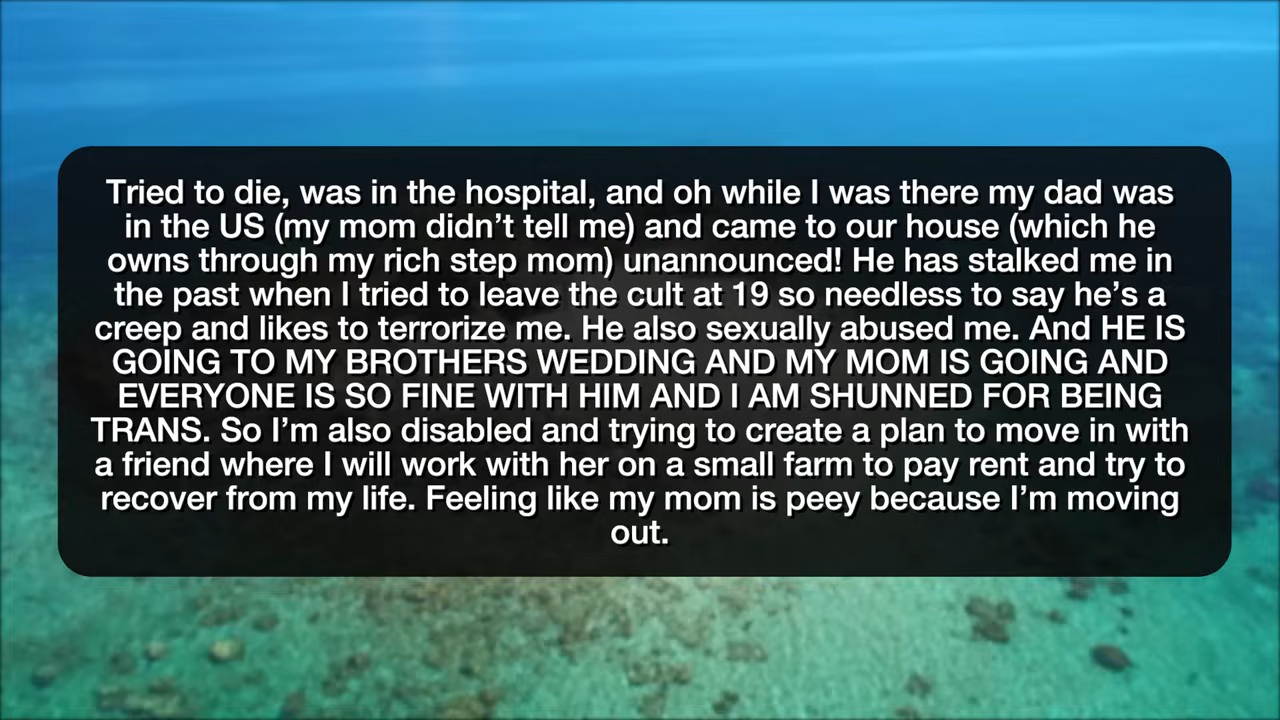 Tried to die, was in the hospital, and oh while I was there my dad was
in the US (my mom didn’t tell me) and came to our house (which he
owns through my rich step mom) unannounced! He has stalked me in
the past when I tried to leave the cult at 19 so needless to say he’s a
creep and likes to terrorize me. He also sexually abused me. And HE IS
GOING TO MY BROTHERS WEDDING AND MY MOM IS GOING AND
EVERYONE IS SO FINE WITH HIM AND I AM SHUNNED FOR BEING
TRANS. So I’m also disabled and trying to create a plan to move in with
a friend where I will work with her on a small farm to pay rent and try to
recover from my life. Feeling like my mom is peey because I’m moving
out.